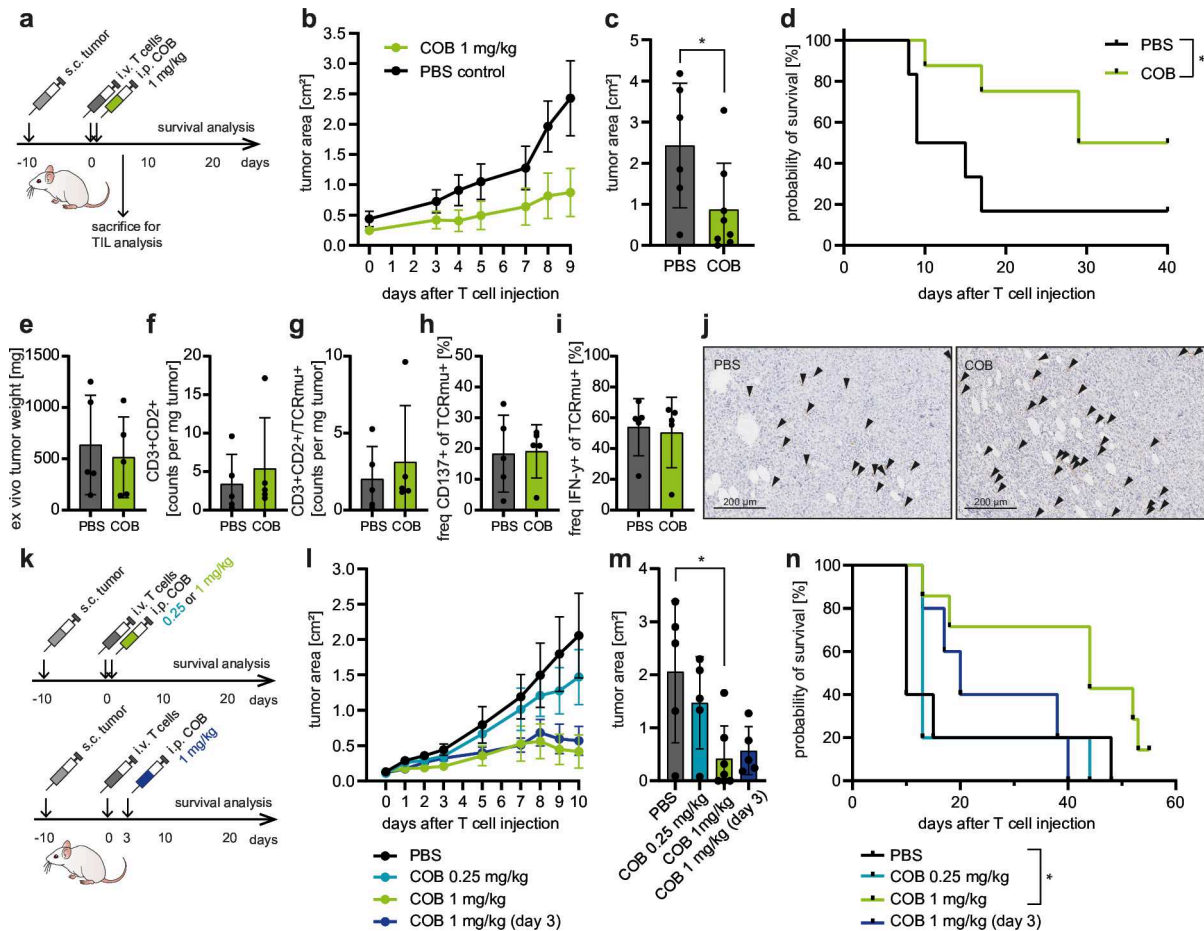 a
s.c. tumor
i.v. T cells
i.p. COB
1 mg/kg
survival analysis
-10 0 10 20 days
sacrifice for
TIL analysis
b
COB 1 mg/kg
PBS control
tumor area [cm²]
2.5
2.0
1.5
1.0
0.5
0.0
3.0
0 1 2 3 4 5 6 7 8 9
days after T cell injection
c
*
tumor area [cm²]
5
4
3
2
1
0
PBS COB
d
PBS
COB
*
probability of survival [%]
100
80
60
40
20
0
0 10 20 30 40
days after T cell injection
e
ex vivo tumor weight [mg]
1500
1000
500
0
PBS COB
f
CD3+CD2+
[counts per mg tumor]
20
15
10
5
0
PBS COB
g
CD3+CD2+/TCRmu+
[counts per mg tumor]
10
5
0
PBS COB
h
freq CD137+ of TCRmu+ [%]
50
40
30
20
10
0
PBS COB
i
freq IFN-y+ of TCRmu+ [%]
100
80
60
40
20
0
PBS COB
j
PBS
200 µm
COB
200 µm
k
s.c. tumor
i.v. T cells
i.p. COB
0.25 or 1 mg/kg
survival analysis
-10 0 10 20 days
s.c. tumor
i.v. T cells
i.p. COB
1 mg/kg
survival analysis
-10 0 3 10 20 days
l
tumor area [cm²]
3.0
2.5
2.0
1.5
1.0
0.5
0.0
0 1 2 3 4 5 6 7 8 9 10
days after T cell injection
PBS
COB 0.25 mg/kg
COB 1 mg/kg
COB 1 mg/kg (day 3)
m
*
tumor area [cm²]
4
3
2
1
0
PBS
COB 0.25 mg/kg
COB 1mg/kg
COB 1 mg/kg (day 3)
n
probability of survival [%]
100
80
60
40
20
0
0 20 40 60
days after T cell injection
PBS
COB 0.25 mg/kg
COB 1 mg/kg
COB 1 mg/kg (day 3)
*